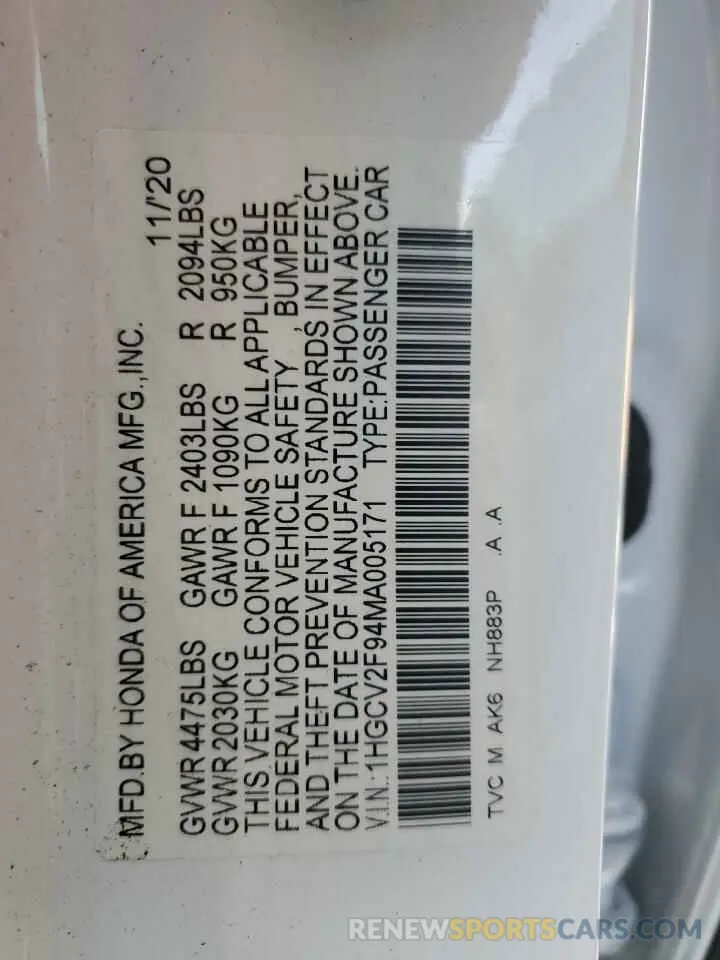 MFD.BY HONDA OF AMERICA MFG.,INC. 11/'20
GVWR 4475LBS GAWR F 2403LBS R 2094LBS
GVWR 2030KG GAWR F 1090KG R 950KG
THIS VEHICLE CONFORMS TO ALL APPLICABLE
FEDERAL MOTOR VEHICLE SAFETY , BUMPER,
AND THEFT PREVENTION STANDARDS IN EFFECT
ON THE DATE OF MANUFACTURE SHOWN ABOVE.
V.I.N.:1HGCV2F94MA005171 TYPE:PASSENGER CAR
TVC M AK6 NH883P .A .A
RENEWSPORTSCARS.COM